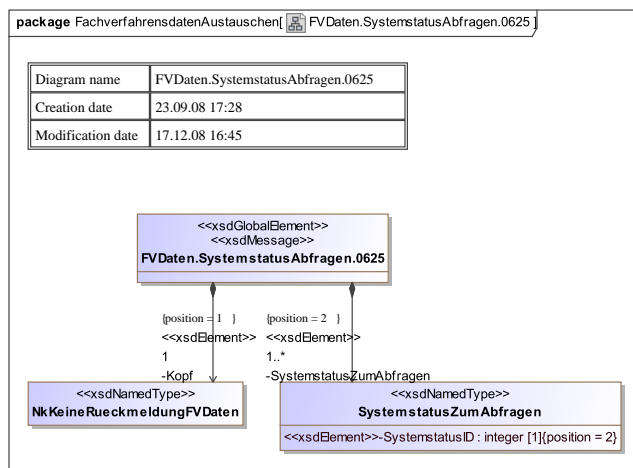 package FachverfahrensdatenAustauschen[ FVDaten.SystemstatusAbfragen.0625 ]
Diagram name FVDaten.SystemstatusAbfragen.0625
Creation date 23.09.08 17:28
Modification date 17.12.08 16:45
<<xsdGlobalElement>>
<<xsdMessage>>
FVDaten.SystemstatusAbfragen.0625
{position = 1 } {position = 2 }
<<xsdElement>> <<xsdElement>>
1 1..*
-Kopf -SystemstatusZumAbfragen
<<xsdNamedType>>
NkKeineRueckmeldungFVDaten
<<xsdNamedType>>
SystemstatusZumAbfragen
<<xsdElement>>-SystemstatusID : integer [1]{position = 2}